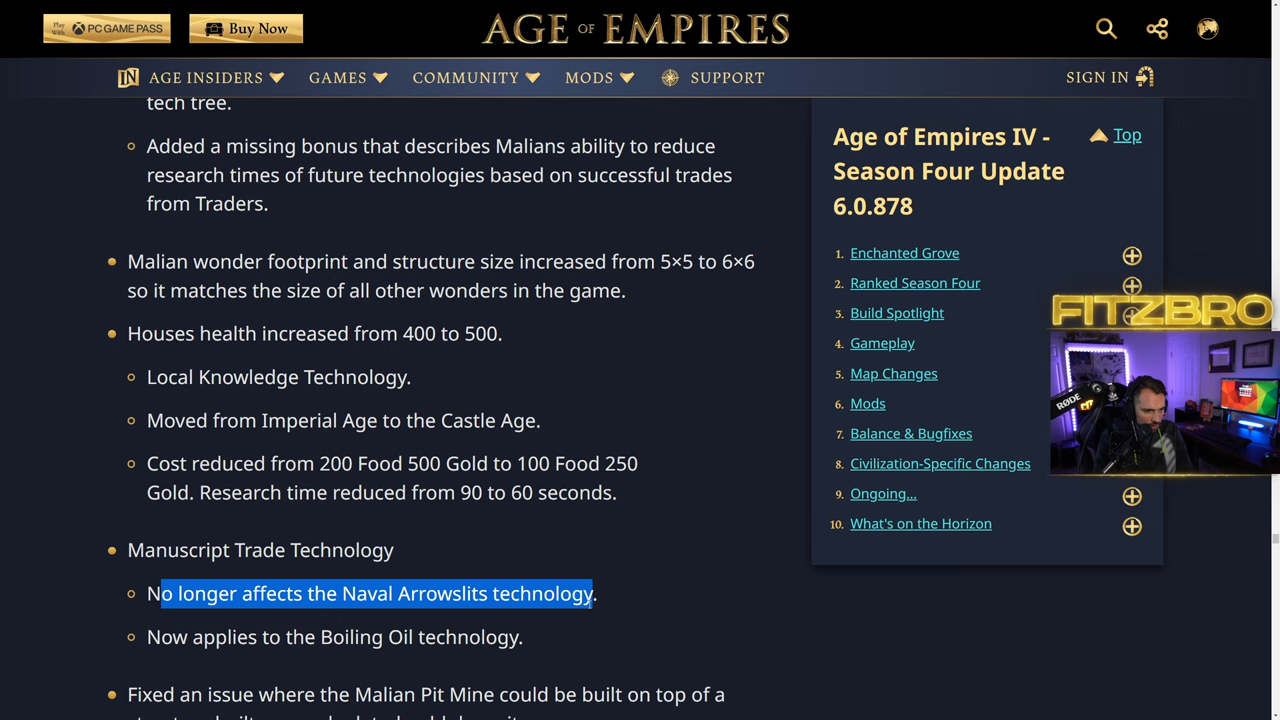 Play With PC GAME PASS
Buy Now
AGE OF EMPIRES
IN AGE INSIDERS
GAMES
COMMUNITY
MODS
SUPPORT
SIGN IN
tech tree.
Added a missing bonus that describes Malians ability to reduce
research times of future technologies based on successful trades
from Traders.
Malian wonder footprint and structure size increased from 5×5 to 6×6
so it matches the size of all other wonders in the game.
Houses health increased from 400 to 500.
Local Knowledge Technology.
Moved from Imperial Age to the Castle Age.
Cost reduced from 200 Food 500 Gold to 100 Food 250
Gold. Research time reduced from 90 to 60 seconds.
Manuscript Trade Technology
No longer affects the Naval Arrowslits technology.
Now applies to the Boiling Oil technology.
Fixed an issue where the Malian Pit Mine could be built on top of a
Age of Empires IV -
Season Four Update
6.0.878
Top
1. Enchanted Grove
2. Ranked Season Four
3. Build Spotlight
4. Gameplay
5. Map Changes
6. Mods
7. Balance & Bugfixes
8. Civilization-Specific Changes
9. Ongoing...
10. What's on the Horizon
FITZBRO
RØDE